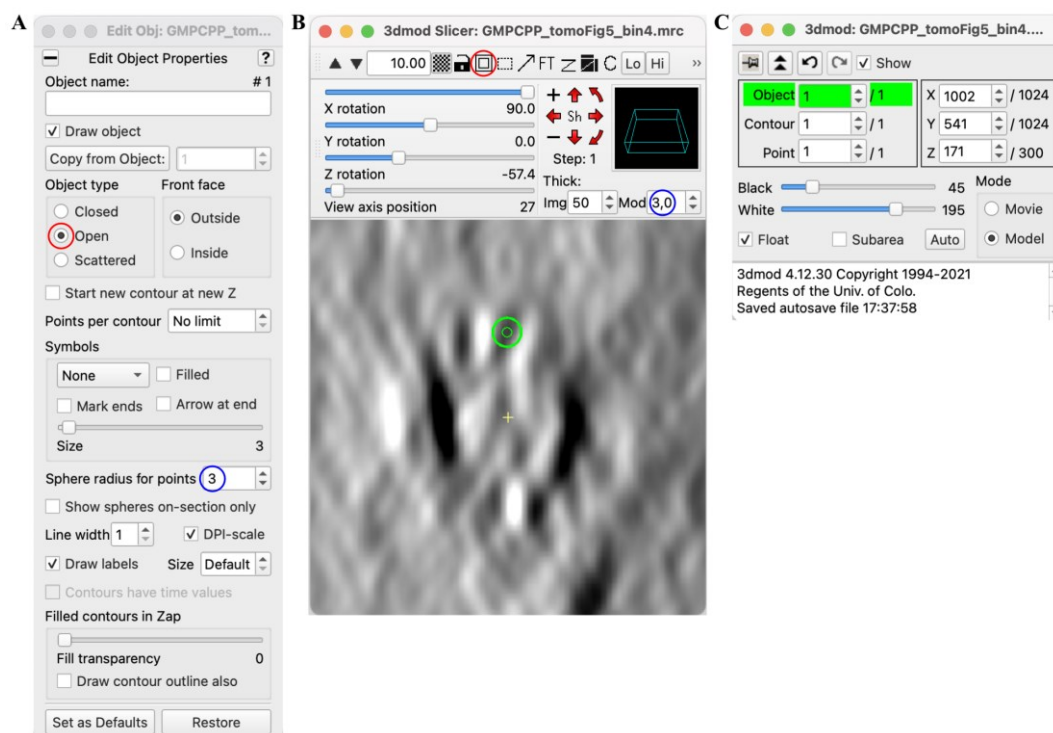 A
Edit Obj: GMPCPP_tom...
Edit Object Properties ?
Object name: # 1
Draw object
Copy from Object: 1
Object type Front face
Closed
Open
Scattered
Outside
Inside
Start new contour at new Z
Points per contour No limit
Symbols
None Filled
Mark ends Arrow at end
Size 3
Sphere radius for points 3
Show spheres on-section only
Line width 1 DPI-scale
Draw labels Size Default
Contours have time values
Filled contours in Zap
Fill transparency 0
Draw contour outline also
Set as Defaults Restore
B
3dmod Slicer: GMPCPP_tomoFig5_bin4.mrc
10.00 FT Z C Lo Hi »
X rotation 90.0
Y rotation 0.0
Z rotation -57.4
View axis position 27
+
Sh
−
Step: 1
Thick:
Img 50 Mod 3,0
C
3dmod: GMPCPP_tomoFig5_bin4....
Show
Object 1 / 1
Contour 1 / 1
Point 1 / 1
X 1002 / 1024
Y 541 / 1024
Z 171 / 300
Black 45
White 195
Mode
Movie
Model
Float Subarea Auto
3dmod 4.12.30 Copyright 1994-2021
Regents of the Univ. of Colo.
Saved autosave file 17:37:58